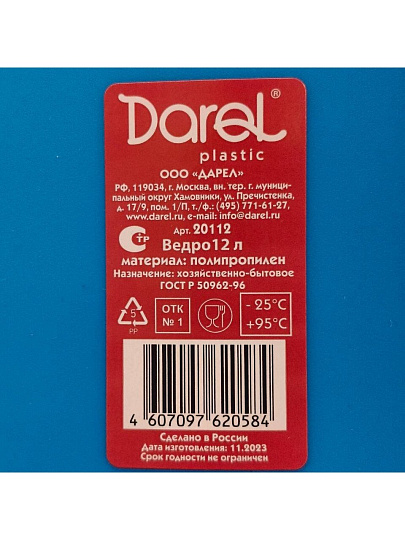 Darel®
plastic
ООО "ДАРЕЛ"
РФ, 119034, г. Москва, вн. тер. г. муници-
пальный округ Хамовники, ул. Пречистенка,
д. 17/9, пом. 1/П, т./ф.: (495) 771-61-27,
www.darel.ru, e-mail: info@darel.ru
Арт. 20112
Ведро12 л
материал: полипропилен
Назначение: хозяйственно-бытовое
ГОСТ Р 50962-96
5
PP
ОТК
№ 1
- 25°C
+95°C
4 607097 620584
Сделано в России
Дата изготовления: 11.2023
Срок годности не ограничен